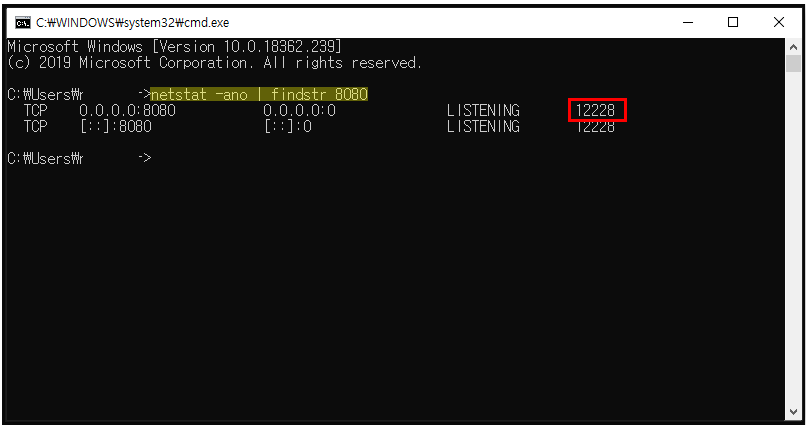 C:₩WINDOWS₩system32₩cmd.exe
Microsoft Windows [Version 10.0.18362.239]
(c) 2019 Microsoft Corporation. All rights reserved.
C:₩Users₩r ->netstat -ano | findstr 8080
TCP 0.0.0.0:8080 0.0.0.0:0 LISTENING 12228
TCP [::]:8080 [::]:0 LISTENING 12228
C:₩Users₩r ->